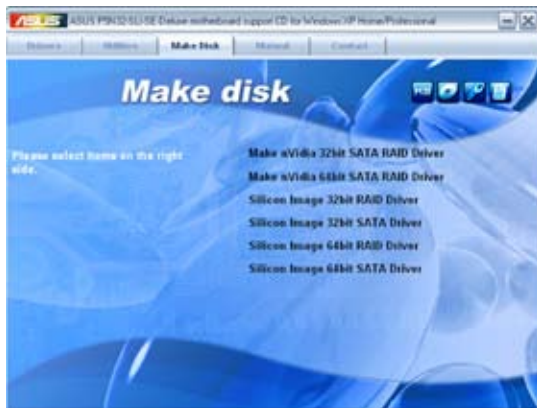 ASUS ASUS P5N32-SLI-SE Deluxe motherboard support CD for Windows XP Home/Professional
Drivers Utilities Make Disk Manual Contact
Make disk
Please select items on the right
side.
Make nVidia 32bit SATA RAID Driver
Make nVidia 64bit SATA RAID Driver
Silicon Image 32bit RAID Driver
Silicon Image 32bit SATA Driver
Silicon Image 64bit RAID Driver
Silicon Image 64bit SATA Driver